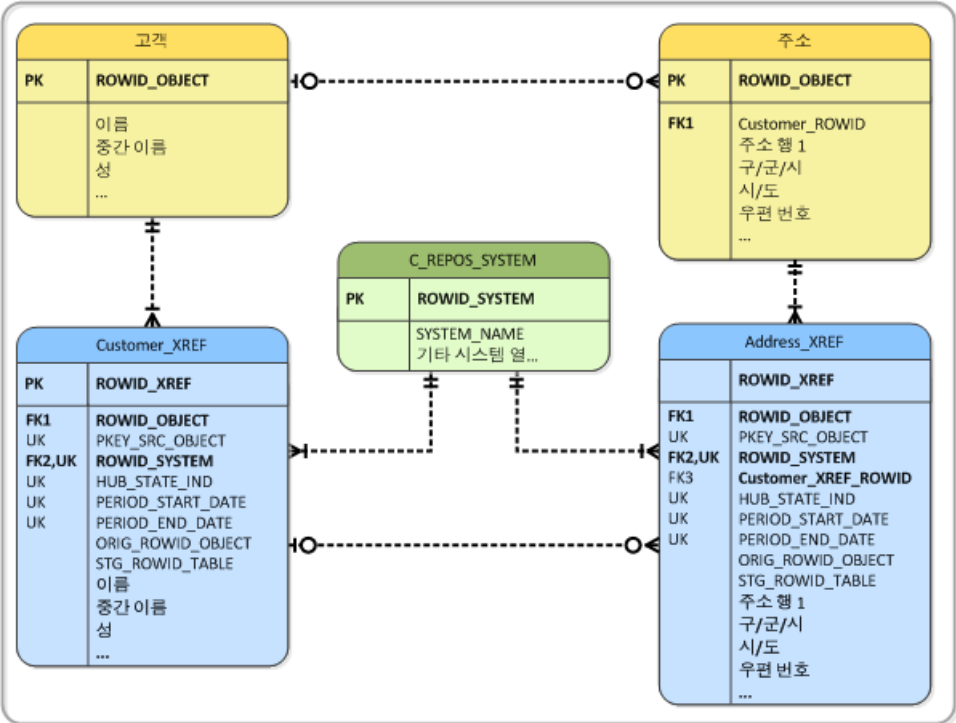 고객
PK ROWID_OBJECT
이름
중간 이름
성
...
주소
PK ROWID_OBJECT
FK1 Customer_ROWID
주소 행 1
구/군/시
시/도
우편 번호
...
C_REPOS_SYSTEM
PK ROWID_SYSTEM
SYSTEM_NAME
기타 시스템 열...
Customer_XREF
PK ROWID_XREF
FK1 ROWID_OBJECT
UK PKEY_SRC_OBJECT
FK2,UK ROWID_SYSTEM
UK HUB_STATE_IND
UK PERIOD_START_DATE
UK PERIOD_END_DATE
ORIG_ROWID_OBJECT
STG_ROWID_TABLE
이름
중간 이름
성
...
Address_XREF
ROWID_XREF
FK1 ROWID_OBJECT
UK PKEY_SRC_OBJECT
FK2,UK ROWID_SYSTEM
FK3 Customer_XREF_ROWID
UK HUB_STATE_IND
UK PERIOD_START_DATE
UK PERIOD_END_DATE
ORIG_ROWID_OBJECT
STG_ROWID_TABLE
주소 행 1
구/군/시
시/도
우편 번호
...